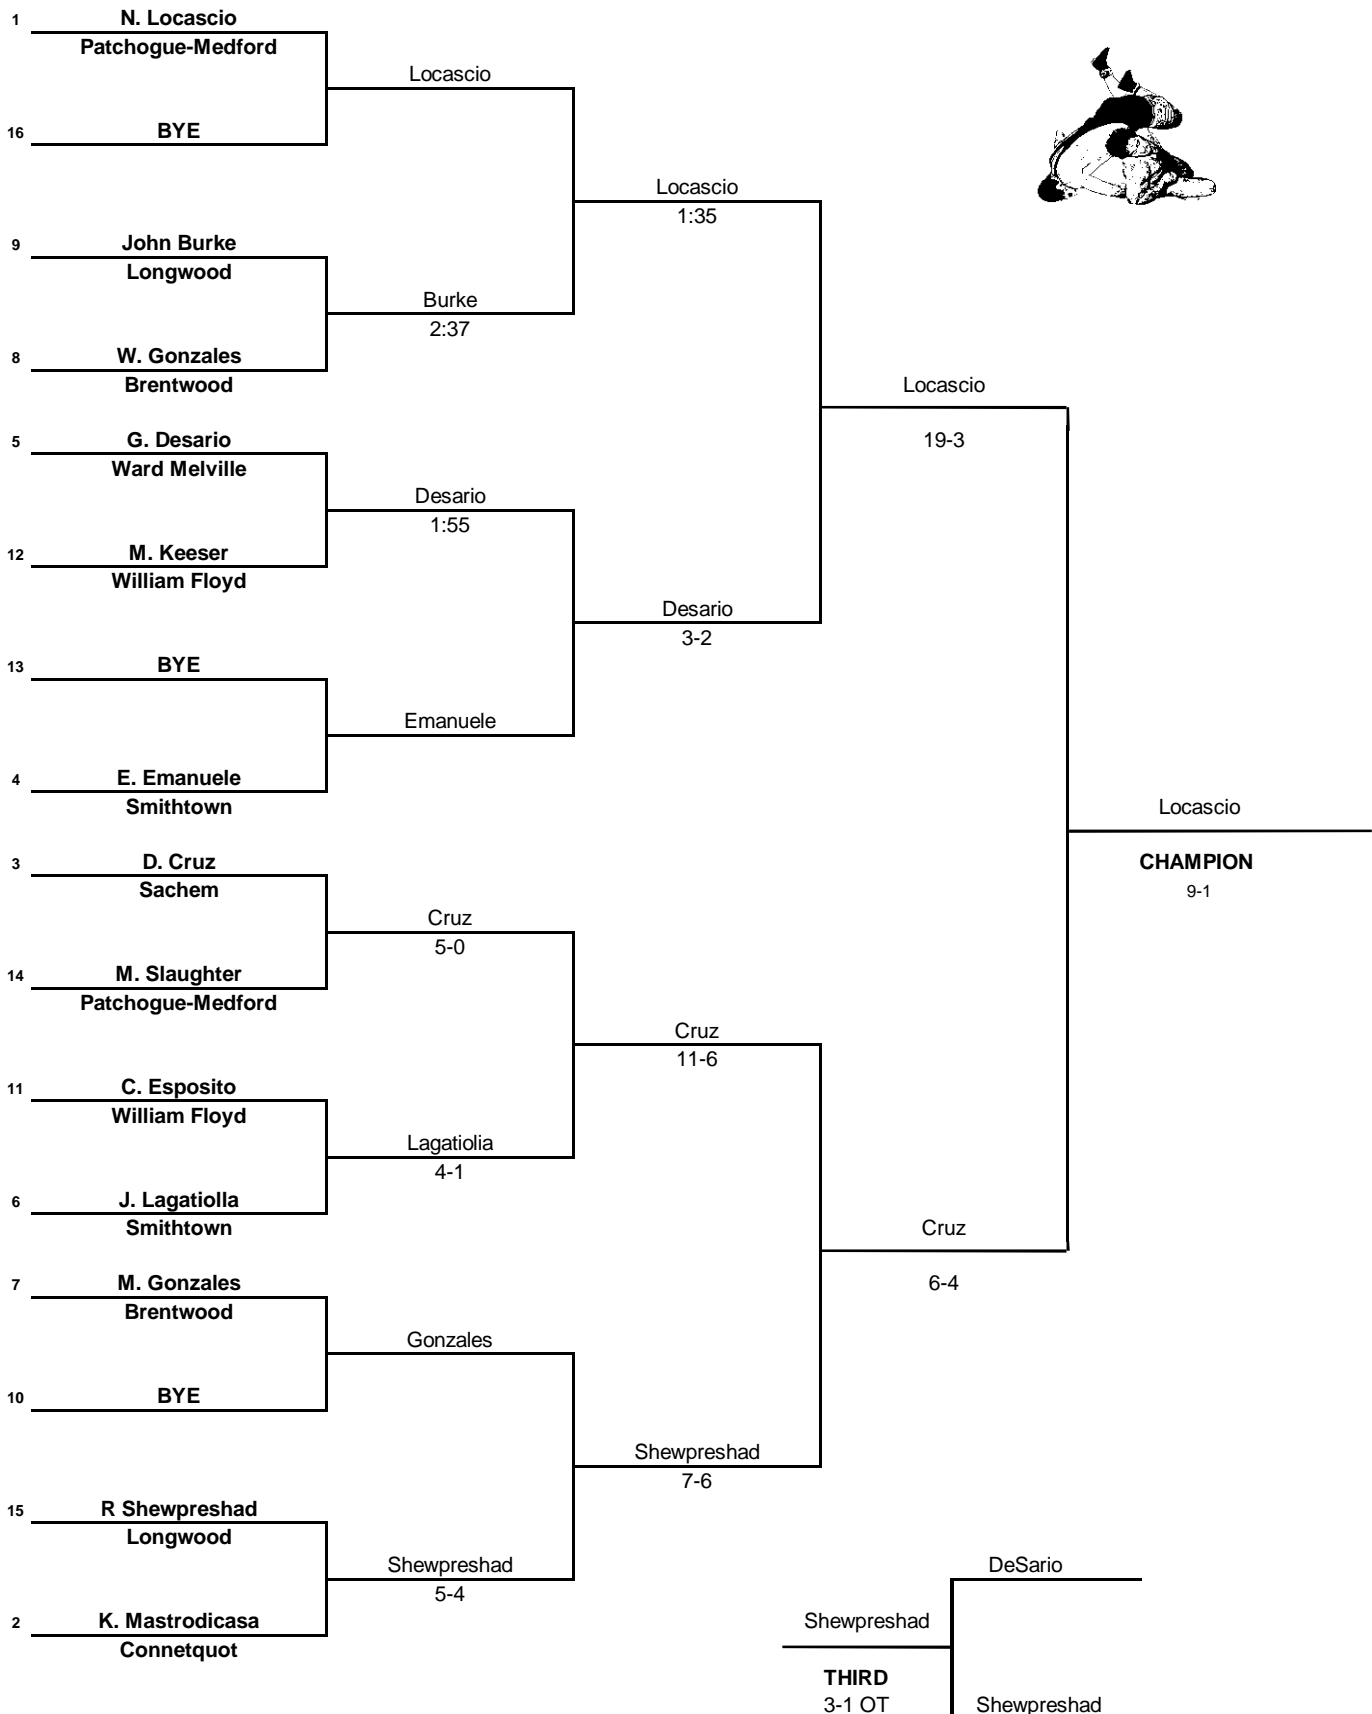 1
N. Locascio
Patchogue-Medford
Locascio
16
BYE
Locascio
1:35
9
John Burke
Longwood
Burke
2:37
8
W. Gonzales
Brentwood
Locascio
19-3
5
G. Desario
Ward Melville
Desario
1:55
12
M. Keeser
William Floyd
Desario
3-2
13
BYE
Emanuele
4
E. Emanuele
Smithtown
Locascio
CHAMPION
9-1
3
D. Cruz
Sachem
Cruz
5-0
14
M. Slaughter
Patchogue-Medford
Cruz
11-6
11
C. Esposito
William Floyd
Lagatiolia
4-1
6
J. Lagatiolla
Smithtown
Cruz
6-4
7
M. Gonzales
Brentwood
Gonzales
10
BYE
Shewpreshad
7-6
15
R Shewpreshad
Longwood
Shewpreshad
5-4
2
K. Mastrodicasa
Connetquot
DeSario
Shewpreshad
THIRD
3-1 OT
Shewpreshad